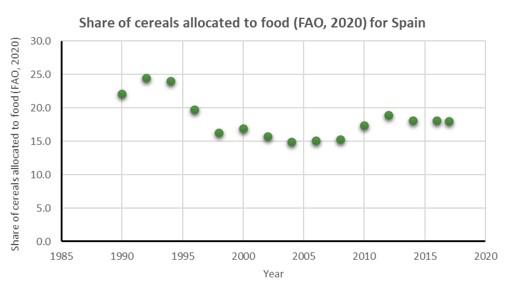 Share of cereals allocated to food (FAO, 2020) for Spain
Share of cereals allocated to food (FAO, 2020)
30.0
25.0
20.0
15.0
10.0
5.0
0.0
1985 1990 1995 2000 2005 2010 2015 2020
Year